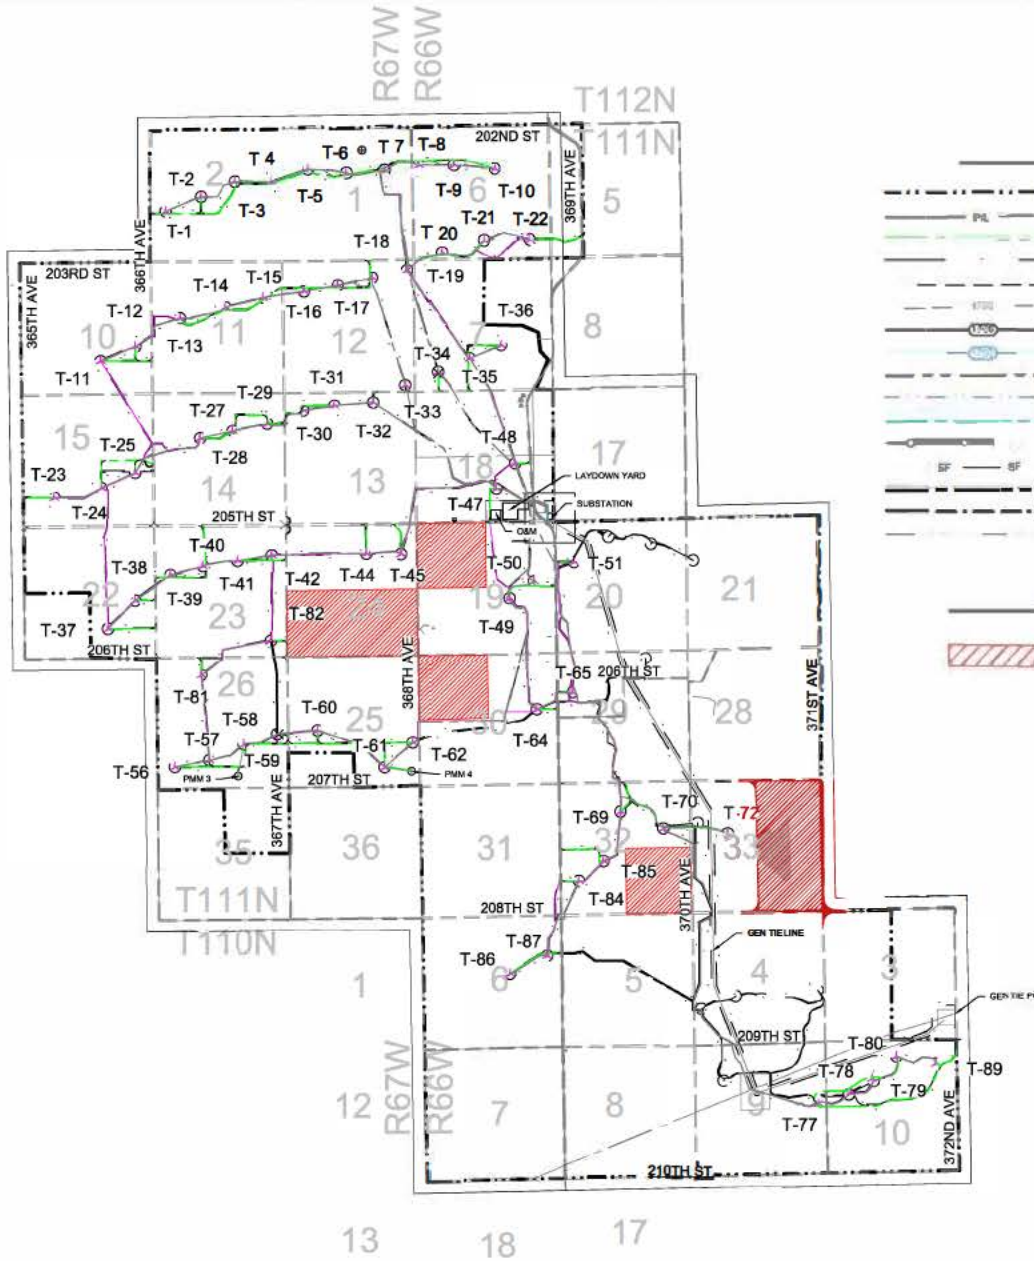 R67W
R66W
T112N
T111N
202ND ST
T-6
T 7
T-8
T 4
T-2
2
T-5
1
T-9
6
T-10
5
T-3
T-1
369TH AVE
366TH AVE
T-21
T-22
T-18
T 20
T-19
203RD ST
365TH AVE
T-15
T-14
T-16
T-17
T-12
10
11
T-13
12
T-36
7
8
T-34
T-35
T-11
T-31
T-29
T-33
T-27
T-30
T-32
15
T-25
T-28
T-48
17
18
T-23
14
13
T-47
LAYDOWN YARD
SUBSTATION
T-24
205TH ST
O&M
T-40
T-38
T-41
T-42
T-44
T-45
T-50
T-51
22
T-39
23
T-82
24
19
20
21
T-49
T-37
206TH ST
368TH AVE
T-65
206TH ST
26
T-81
25
30
29
28
371ST AVE
T-60
T-58
T-57
T-61
T-62
T-64
T-56
T-59
PMM 3
207TH ST
PMM 4
367TH AVE
T-70
T-69
T-72
35
36
31
32
33
T-85
T-84
370TH AVE
T111N
T110N
208TH ST
T-87
T-86
GEN TIE LINE
1
6
5
4
3
GEN TIE
209TH ST
T-80
T-78
T-89
R67W
R66W
12
7
8
9
T-79
T-77
10
372ND AVE
210TH ST
13
18
17
P/L
SF
SF